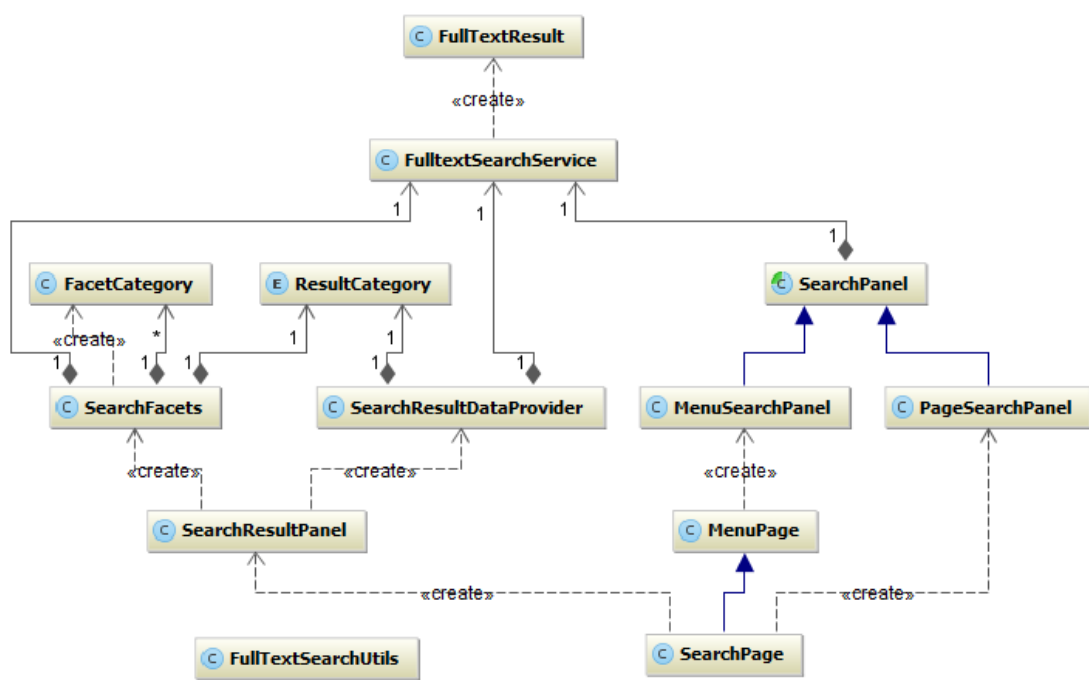 C FullTextResult
«create»
C FulltextSearchService
1 1 1
1
C FacetCategory
E ResultCategory
C SearchPanel
«create» * 1 1
1 1 1 1 1
C SearchFacets
C SearchResultDataProvider
C MenuSearchPanel
C PageSearchPanel
«create» «create» «create»
C SearchResultPanel
C MenuPage
«create» «create»
C FullTextSearchUtils
C SearchPage